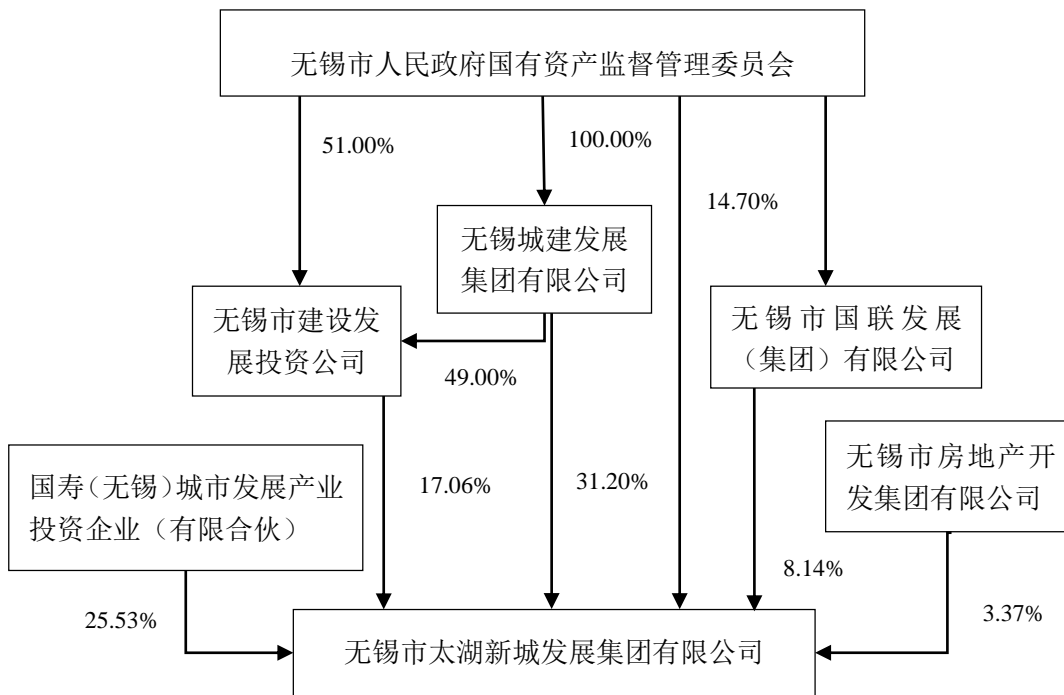 无锡市人民政府国有资产监督管理委员会
51.00%
100.00%
14.70%
无锡城建发展
集团有限公司
无锡市建设发
展投资公司
无锡市国联发展
（集团）有限公司
49.00%
国寿（无锡）城市发展产业
投资企业（有限合伙）
17.06%
31.20%
无锡市房地产开
发集团有限公司
8.14%
25.53%
3.37%
无锡市太湖新城发展集团有限公司